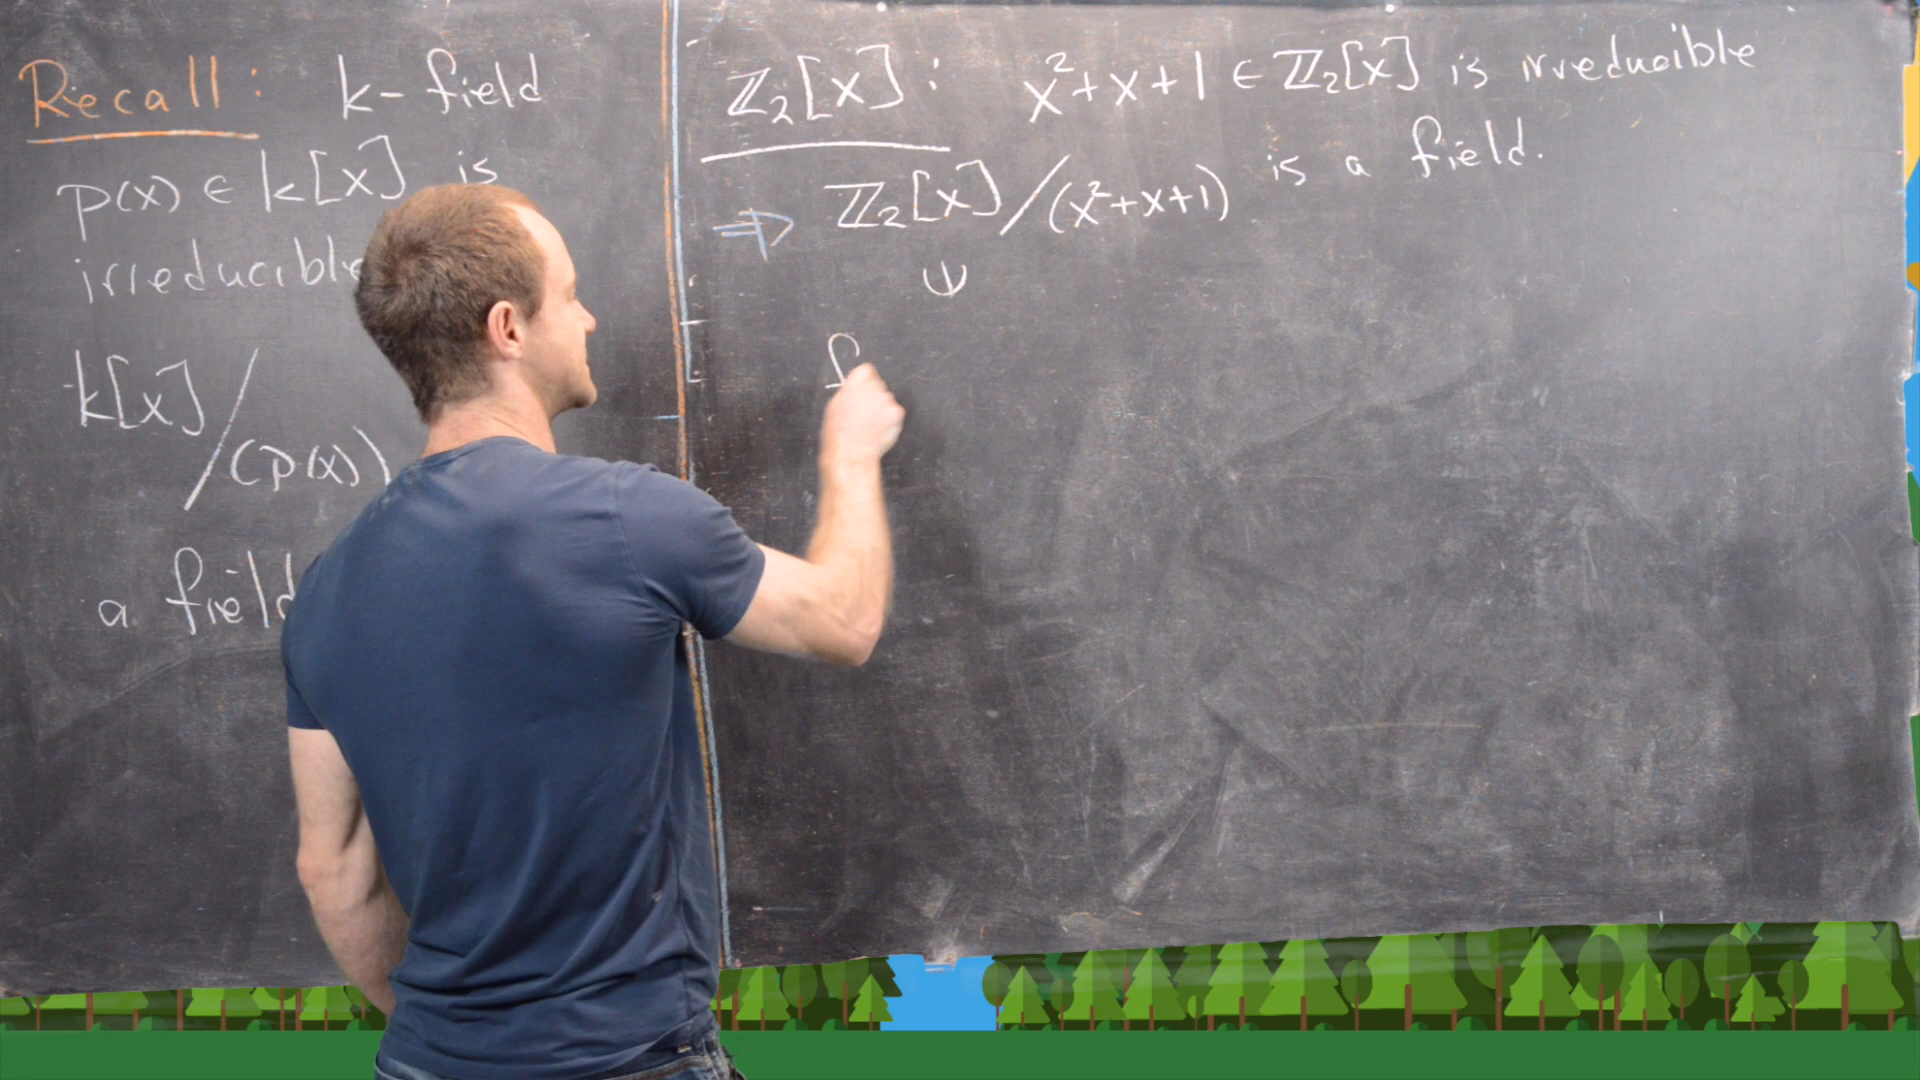 Recall: k - field
p(x) ∈ k[x] is
irreducible
k[x]/(p(x))
a field
ℤ₂[x]: x²+x+1 ∈ ℤ₂[x] is irreducible
⇒ ℤ₂[x]/(x²+x+1) is a field.
∪|
f